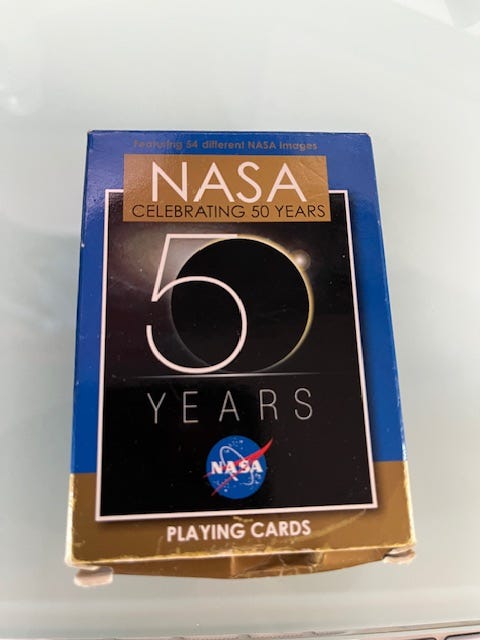 Featuring 54 different NASA images
NASA
CELEBRATING 50 YEARS
50
YEARS
NASA
PLAYING CARDS